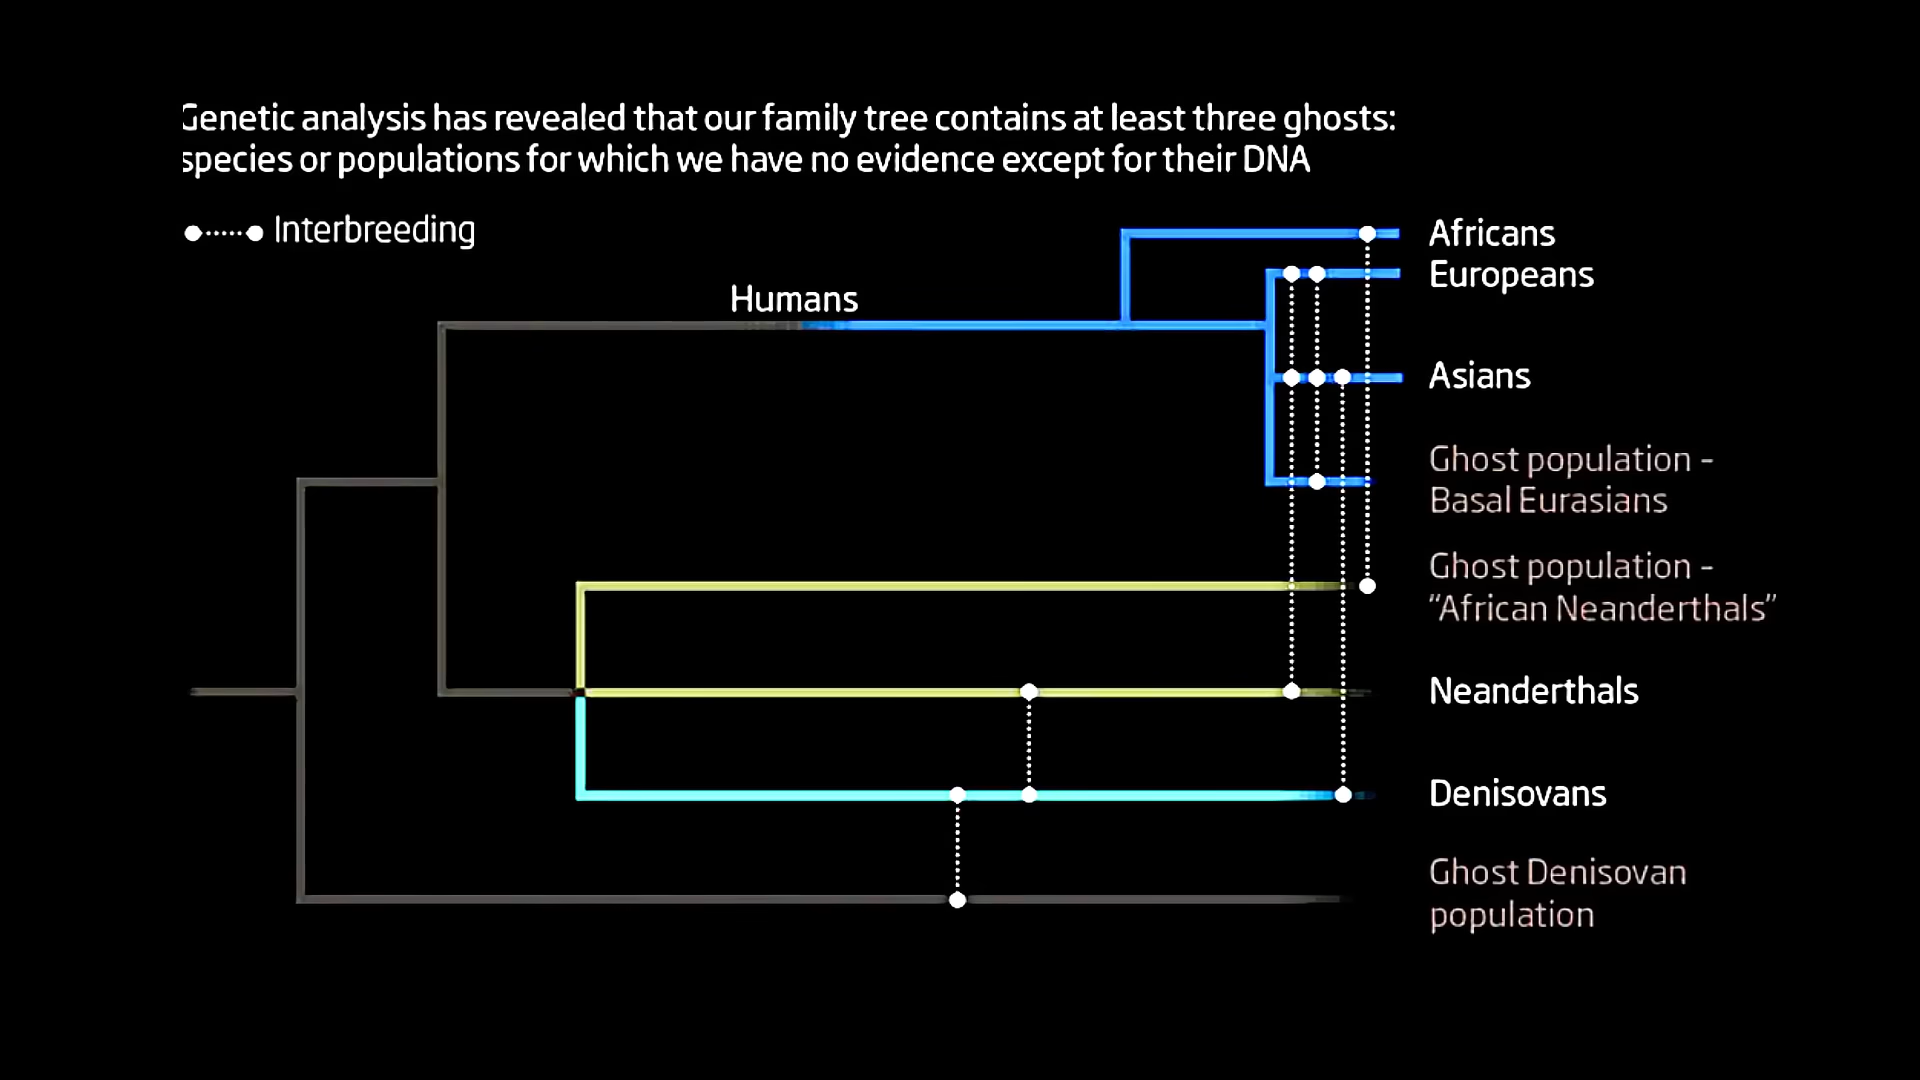 Genetic analysis has revealed that our family tree contains at least three ghosts:
species or populations for which we have no evidence except for their DNA
Interbreeding
Africans
Europeans
Humans
Asians
Ghost population –
Basal Eurasians
Ghost population –
“African Neanderthals”
Neanderthals
Denisovans
Ghost Denisovan
population